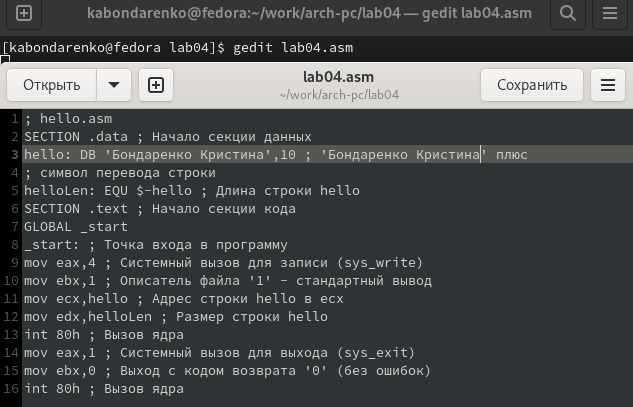 kabondarenko@fedora:~/work/arch-pc/lab04 — gedit lab04.asm
[kabondarenko@fedora lab04]$ gedit lab04.asm
Открыть
lab04.asm
~/work/arch-pc/lab04
Сохранить
1 ; hello.asm
2 SECTION .data ; Начало секции данных
3 hello: DB 'Бондаренко Кристина',10 ; 'Бондаренко Кристина' плюс
4 ; символ перевода строки
5 helloLen: EQU $-hello ; Длина строки hello
6 SECTION .text ; Начало секции кода
7 GLOBAL _start
8 _start: ; Точка входа в программу
9 mov eax,4 ; Системный вызов для записи (sys_write)
10 mov ebx,1 ; Описатель файла '1' - стандартный вывод
11 mov ecx,hello ; Адрес строки hello в ecx
12 mov edx,helloLen ; Размер строки hello
13 int 80h ; Вызов ядра
14 mov eax,1 ; Системный вызов для выхода (sys_exit)
15 mov ebx,0 ; Выход с кодом возврата '0' (без ошибок)
16 int 80h ; Вызов ядра